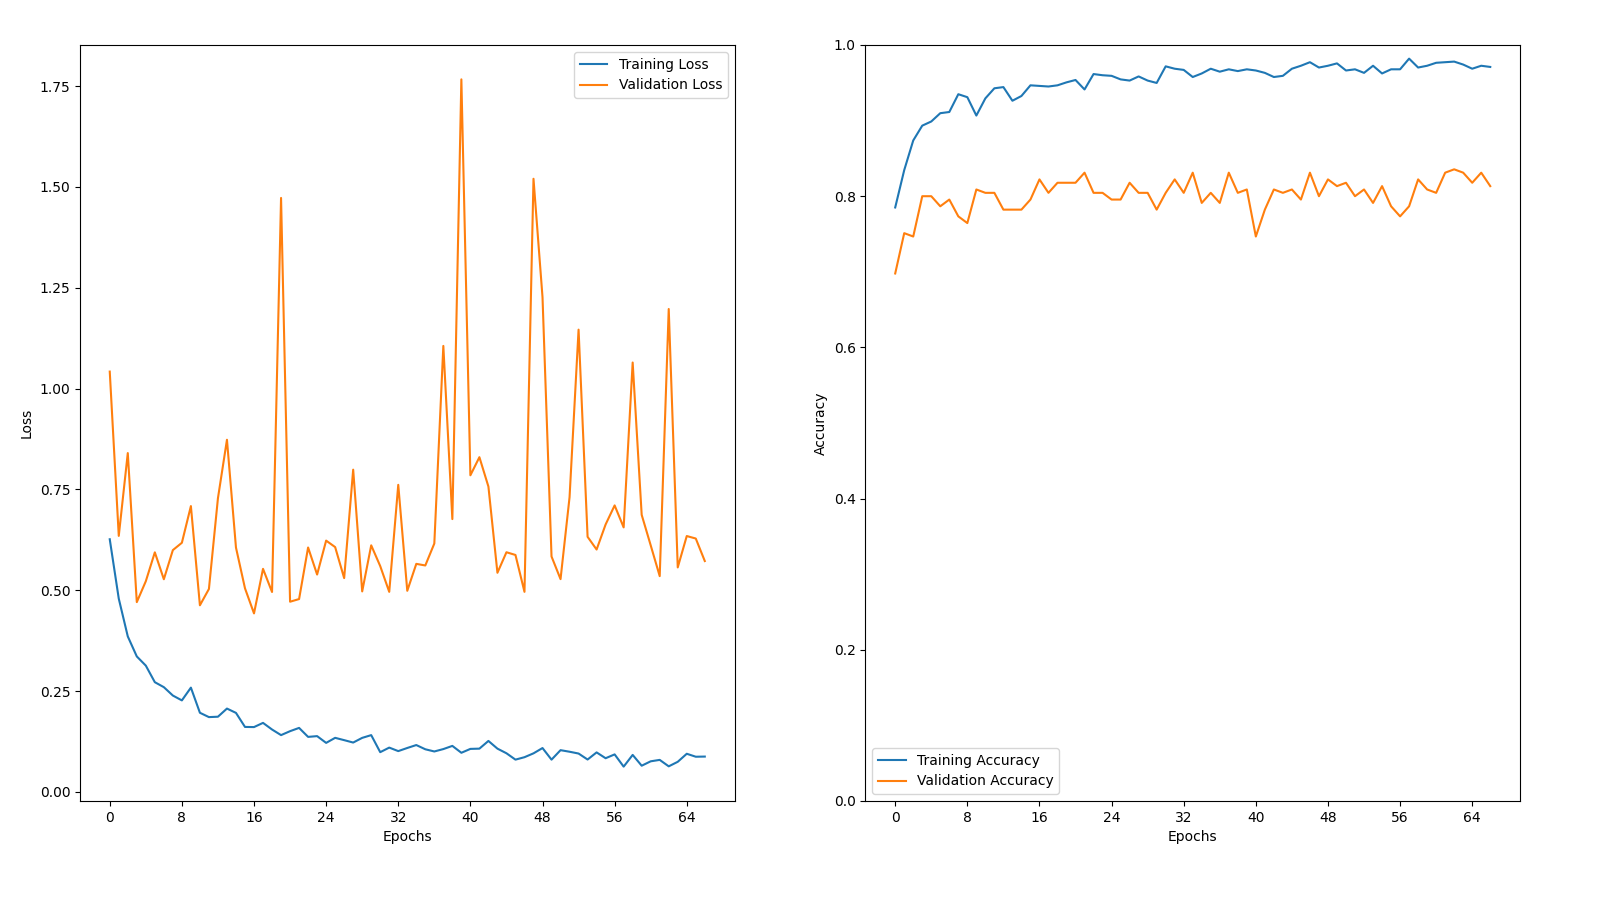 Training Loss
Validation Loss
1.75
1.50
1.25
1.00
0.75
0.50
0.25
0.00
Loss
0 8 16 24 32 40 48 56 64
Epochs
1.0
0.8
0.6
0.4
0.2
0.0
Accuracy
Training Accuracy
Validation Accuracy
0 8 16 24 32 40 48 56 64
Epochs